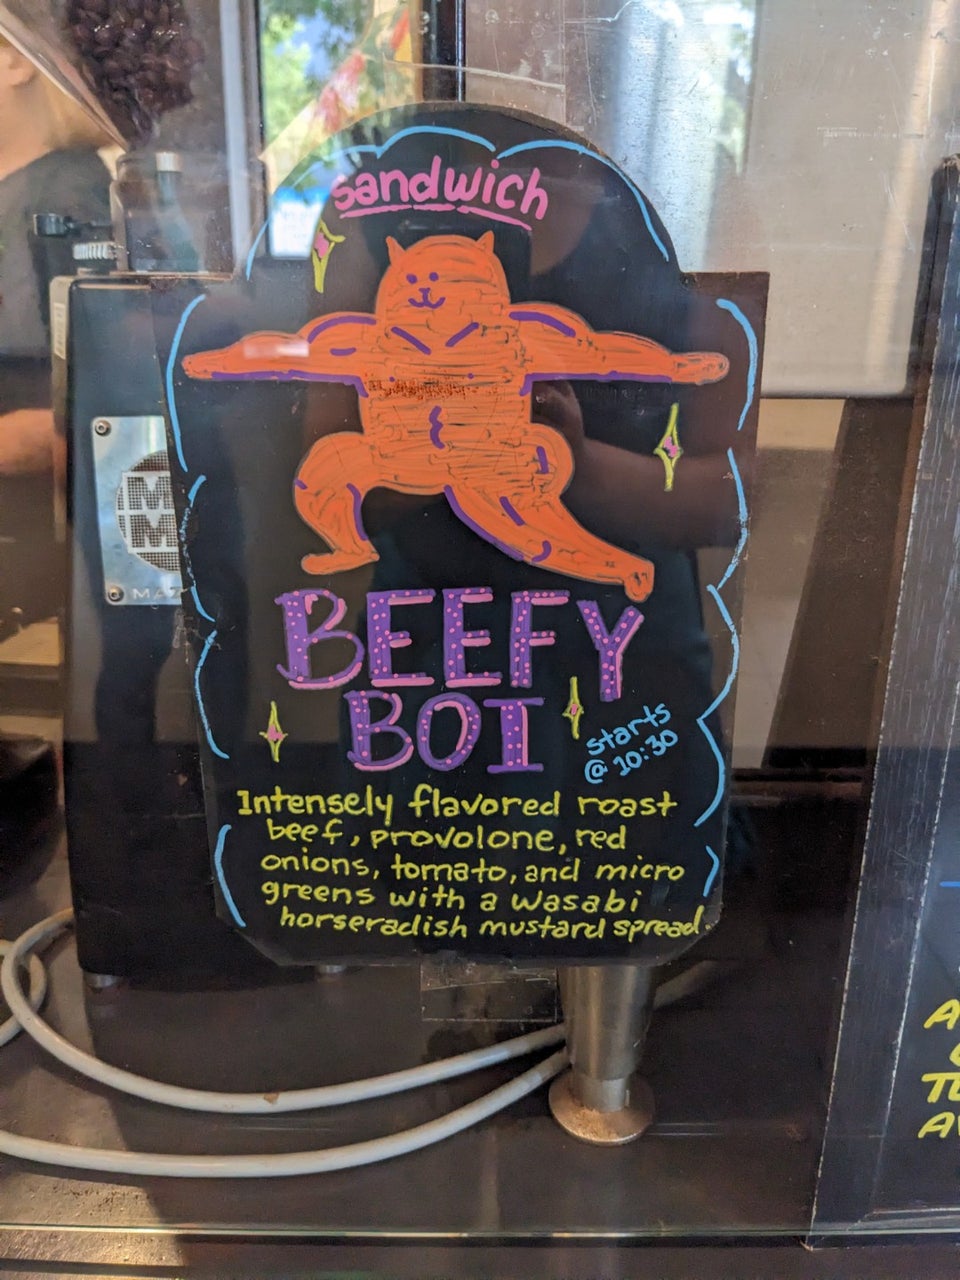 sandwich
BEEFY
BOI
starts
@ 10:30
Intensely flavored roast
beef, provolone, red
onions, tomato, and micro
greens with a wasabi
horseradish mustard spread.
M
M
MAZ